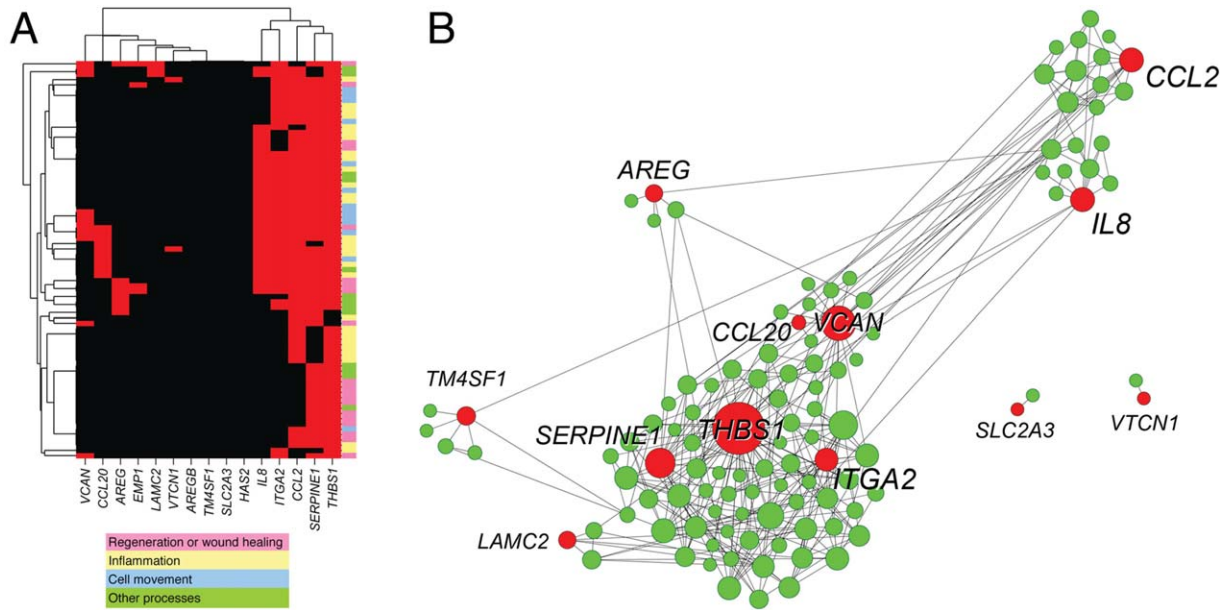 A
VCAN
CCL20
AREG
EMP1
LAMC2
VTCN1
AREGB
TM4SF1
SLC2A3
HAS2
IL8
ITGA2
CCL2
SERPINE1
THBS1
Regeneration or wound healing
Inflammation
Cell movement
Other processes
B
CCL2
AREG
IL8
CCL20
VCAN
TM4SF1
SERPINE1
THBS1
ITGA2
SLC2A3
VTCN1
LAMC2